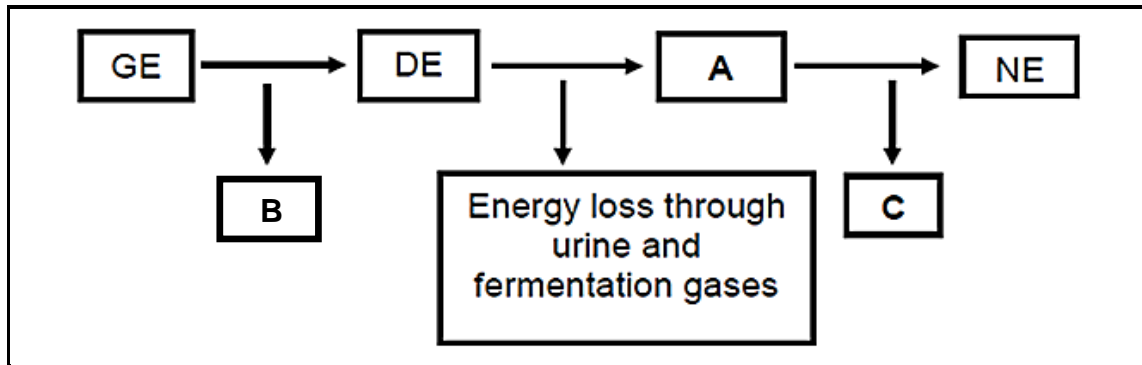 GE
DE
A
NE
B
Energy loss through
urine and
fermentation gases
C